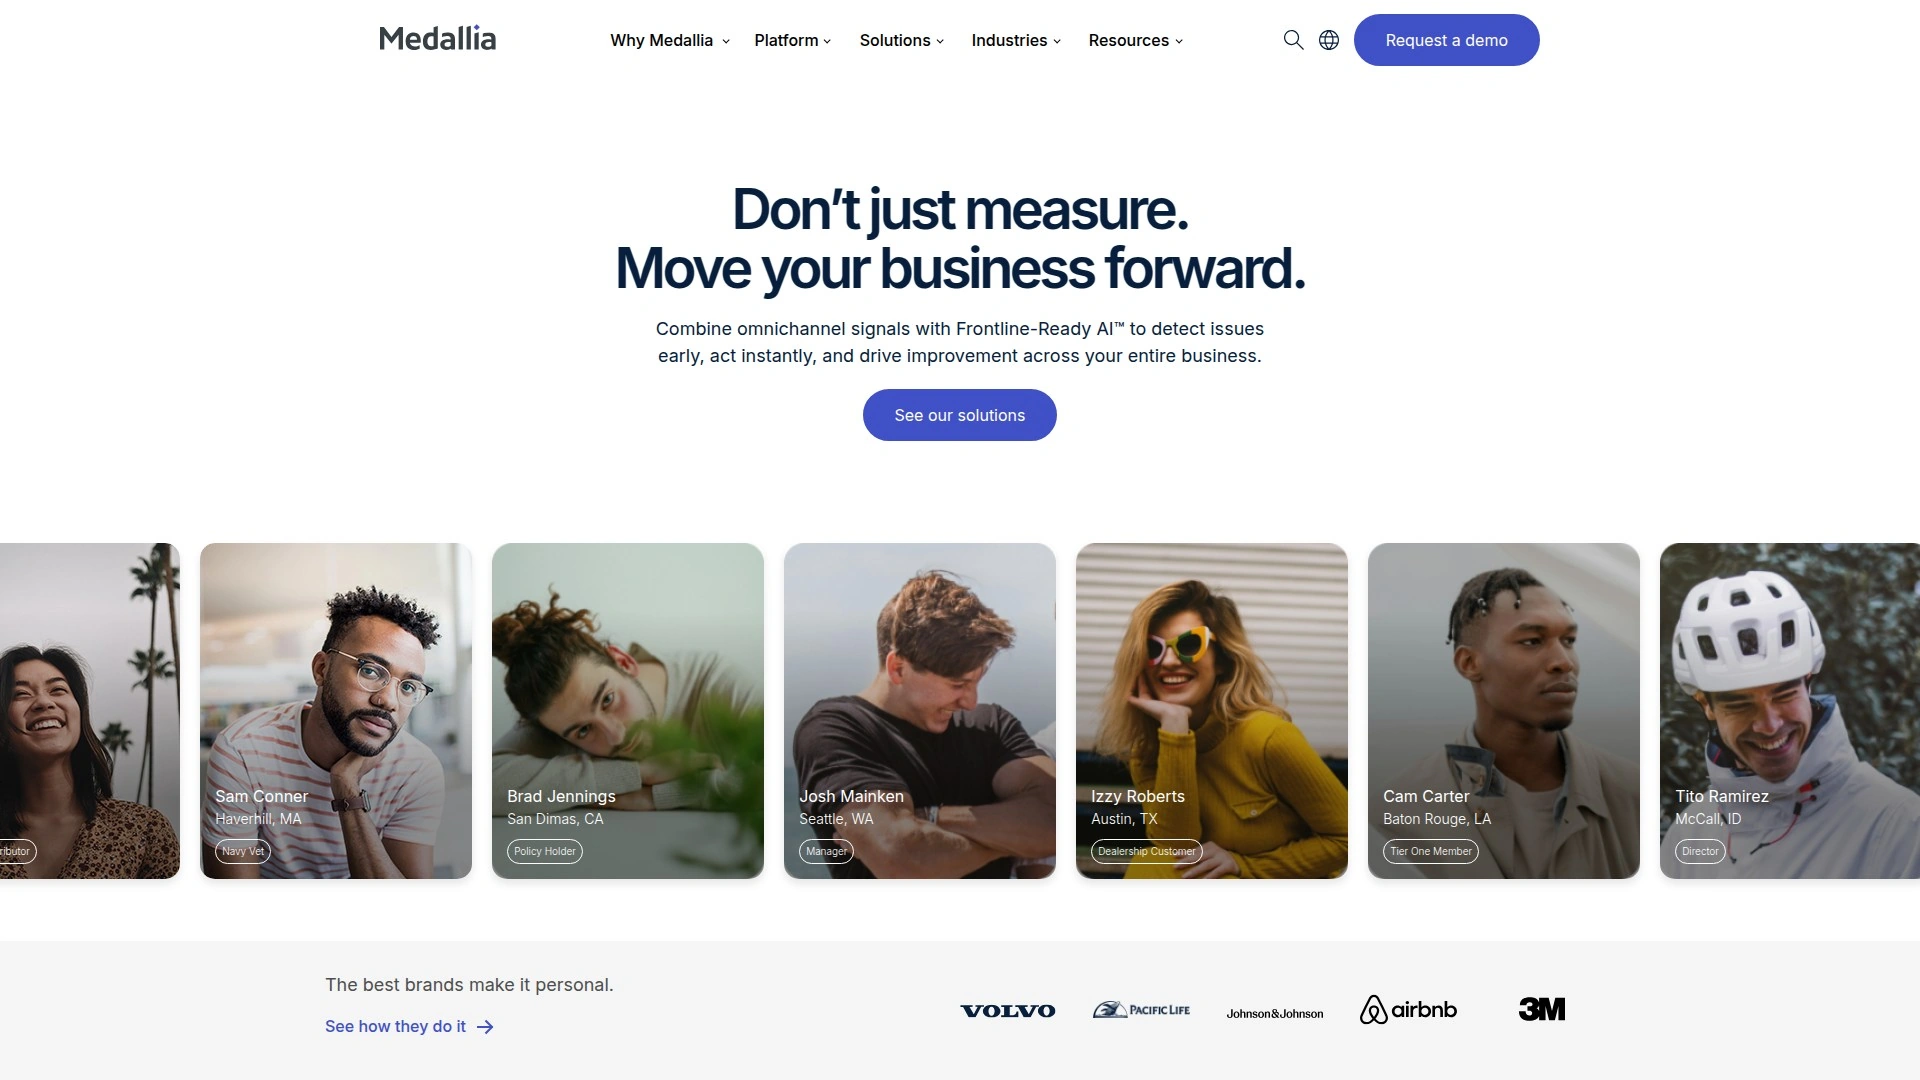 Medallia
Why Medallia
Platform
Solutions
Industries
Resources
Request a demo
Don’t just measure.
Move your business forward.
Combine omnichannel signals with Frontline-Ready AI™ to detect issues
early, act instantly, and drive improvement across your entire business.
See our solutions
Sam Conner
Haverhill, MA
Navy Vet
Brad Jennings
San Dimas, CA
Policy Holder
Josh Mainken
Seattle, WA
Manager
Izzy Roberts
Austin, TX
Dealership Customer
Cam Carter
Baton Rouge, LA
Tier One Member
Tito Ramirez
McCall, ID
Director
The best brands make it personal.
See how they do it
VOLVO
PACIFIC LIFE
Johnson&Johnson
airbnb
3M